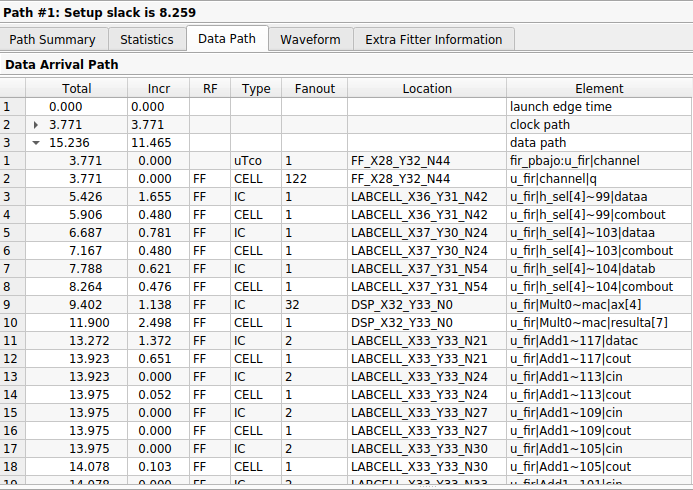 Path #1: Setup slack is 8.259
Path Summary Statistics Data Path Waveform Extra Fitter Information
Data Arrival Path
Total Incr RF Type Fanout Location Element
1 0.000 0.000 launch edge time
2 3.771 3.771 clock path
3 15.236 11.465 data path
1 3.771 0.000 uTco 1 FF_X28_Y32_N44 fir_pbajo:u_fir|channel
2 3.771 0.000 FF CELL 122 FF_X28_Y32_N44 u_fir|channel|q
3 5.426 1.655 FF IC 1 LABCELL_X36_Y31_N42 u_fir|h_sel[4]~99|dataa
4 5.906 0.480 FF CELL 1 LABCELL_X36_Y31_N42 u_fir|h_sel[4]~99|combout
5 6.687 0.781 FF IC 1 LABCELL_X37_Y30_N24 u_fir|h_sel[4]~103|dataa
6 7.167 0.480 FF CELL 1 LABCELL_X37_Y30_N24 u_fir|h_sel[4]~103|combout
7 7.788 0.621 FF IC 1 LABCELL_X37_Y31_N54 u_fir|h_sel[4]~104|datab
8 8.264 0.476 FF CELL 1 LABCELL_X37_Y31_N54 u_fir|h_sel[4]~104|combout
9 9.402 1.138 FF IC 32 DSP_X32_Y33_N0 u_fir|Mult0~mac|ax[4]
10 11.900 2.498 FF CELL 1 DSP_X32_Y33_N0 u_fir|Mult0~mac|resulta[7]
11 13.272 1.372 FF IC 2 LABCELL_X33_Y33_N21 u_fir|Add1~117|datac
12 13.923 0.651 FF CELL 1 LABCELL_X33_Y33_N21 u_fir|Add1~117|cout
13 13.923 0.000 FF IC 2 LABCELL_X33_Y33_N24 u_fir|Add1~113|cin
14 13.975 0.052 FF CELL 1 LABCELL_X33_Y33_N24 u_fir|Add1~113|cout
15 13.975 0.000 FF IC 2 LABCELL_X33_Y33_N27 u_fir|Add1~109|cin
16 13.975 0.000 FF CELL 1 LABCELL_X33_Y33_N27 u_fir|Add1~109|cout
17 13.975 0.000 FF IC 2 LABCELL_X33_Y33_N30 u_fir|Add1~105|cin
18 14.078 0.103 FF CELL 1 LABCELL_X33_Y33_N30 u_fir|Add1~105|cout
19 14.078 0.000 FF IC 2 LABCELL_X33_Y33_N33 u_fir|Add1~101|cin